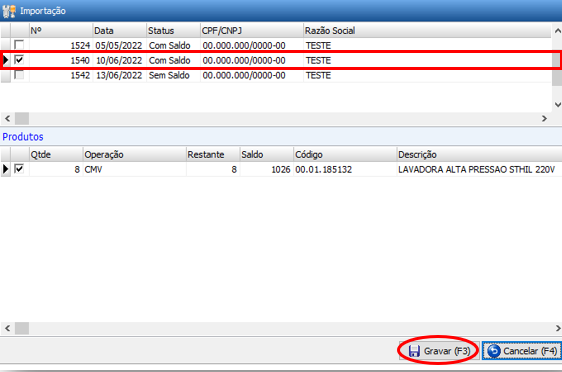 Importação
Nº Data Status CPF/CNPJ Razão Social
1524 05/05/2022 Com Saldo 00.000.000/0000-00 TESTE
1540 10/06/2022 Com Saldo 00.000.000/0000-00 TESTE
1542 13/06/2022 Sem Saldo 00.000.000/0000-00 TESTE
Produtos
Qtde Operação Restante Saldo Código Descrição
8 CMV 8 1026 00.01.185132 LAVADORA ALTA PRESSAO STHIL 220V
Gravar (F3) Cancelar (F4)